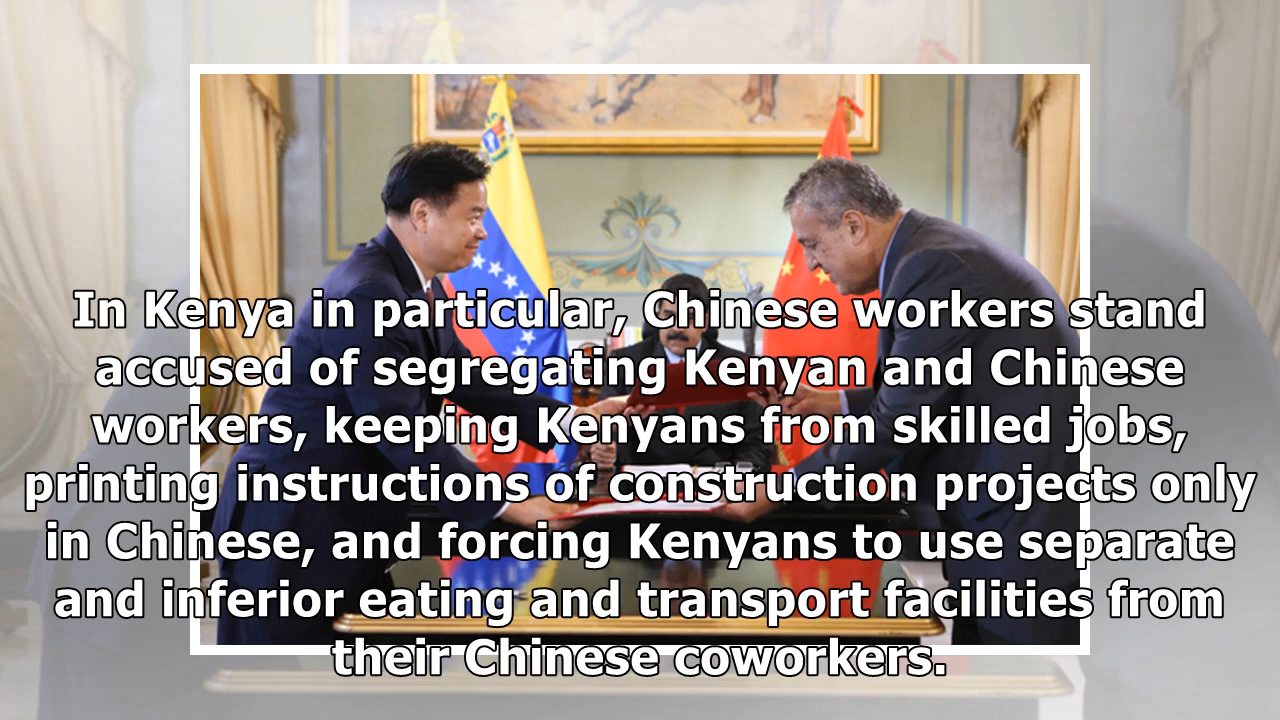 In Kenya in particular, Chinese workers stand
accused of segregating Kenyan and Chinese
workers, keeping Kenyans from skilled jobs,
printing instructions of construction projects only
in Chinese, and forcing Kenyans to use separate
and inferior eating and transport facilities from
their Chinese coworkers.